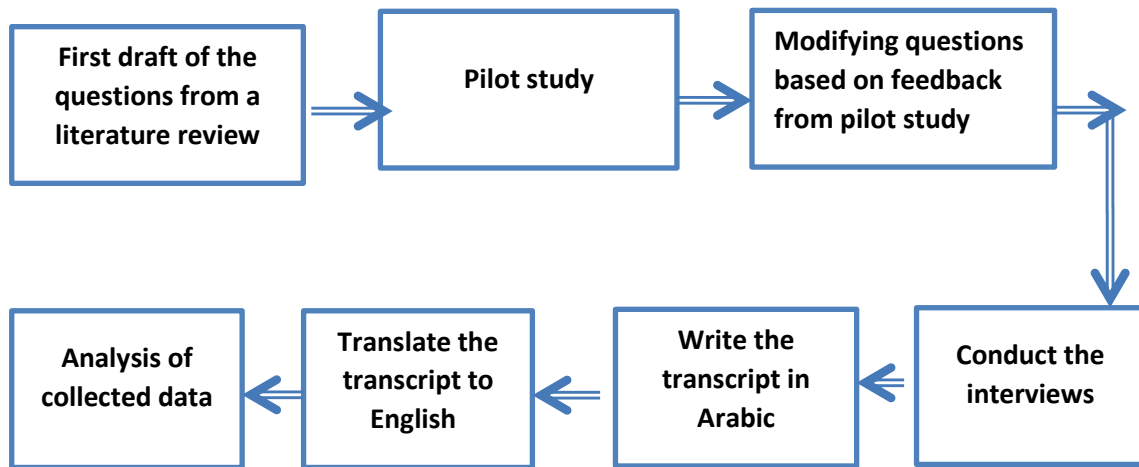 First draft of the
questions from a
literature review
Pilot study
Modifying questions
based on feedback
from pilot study
Conduct the
interviews
Write the
transcript in
Arabic
Translate the
transcript to
English
Analysis of
collected data